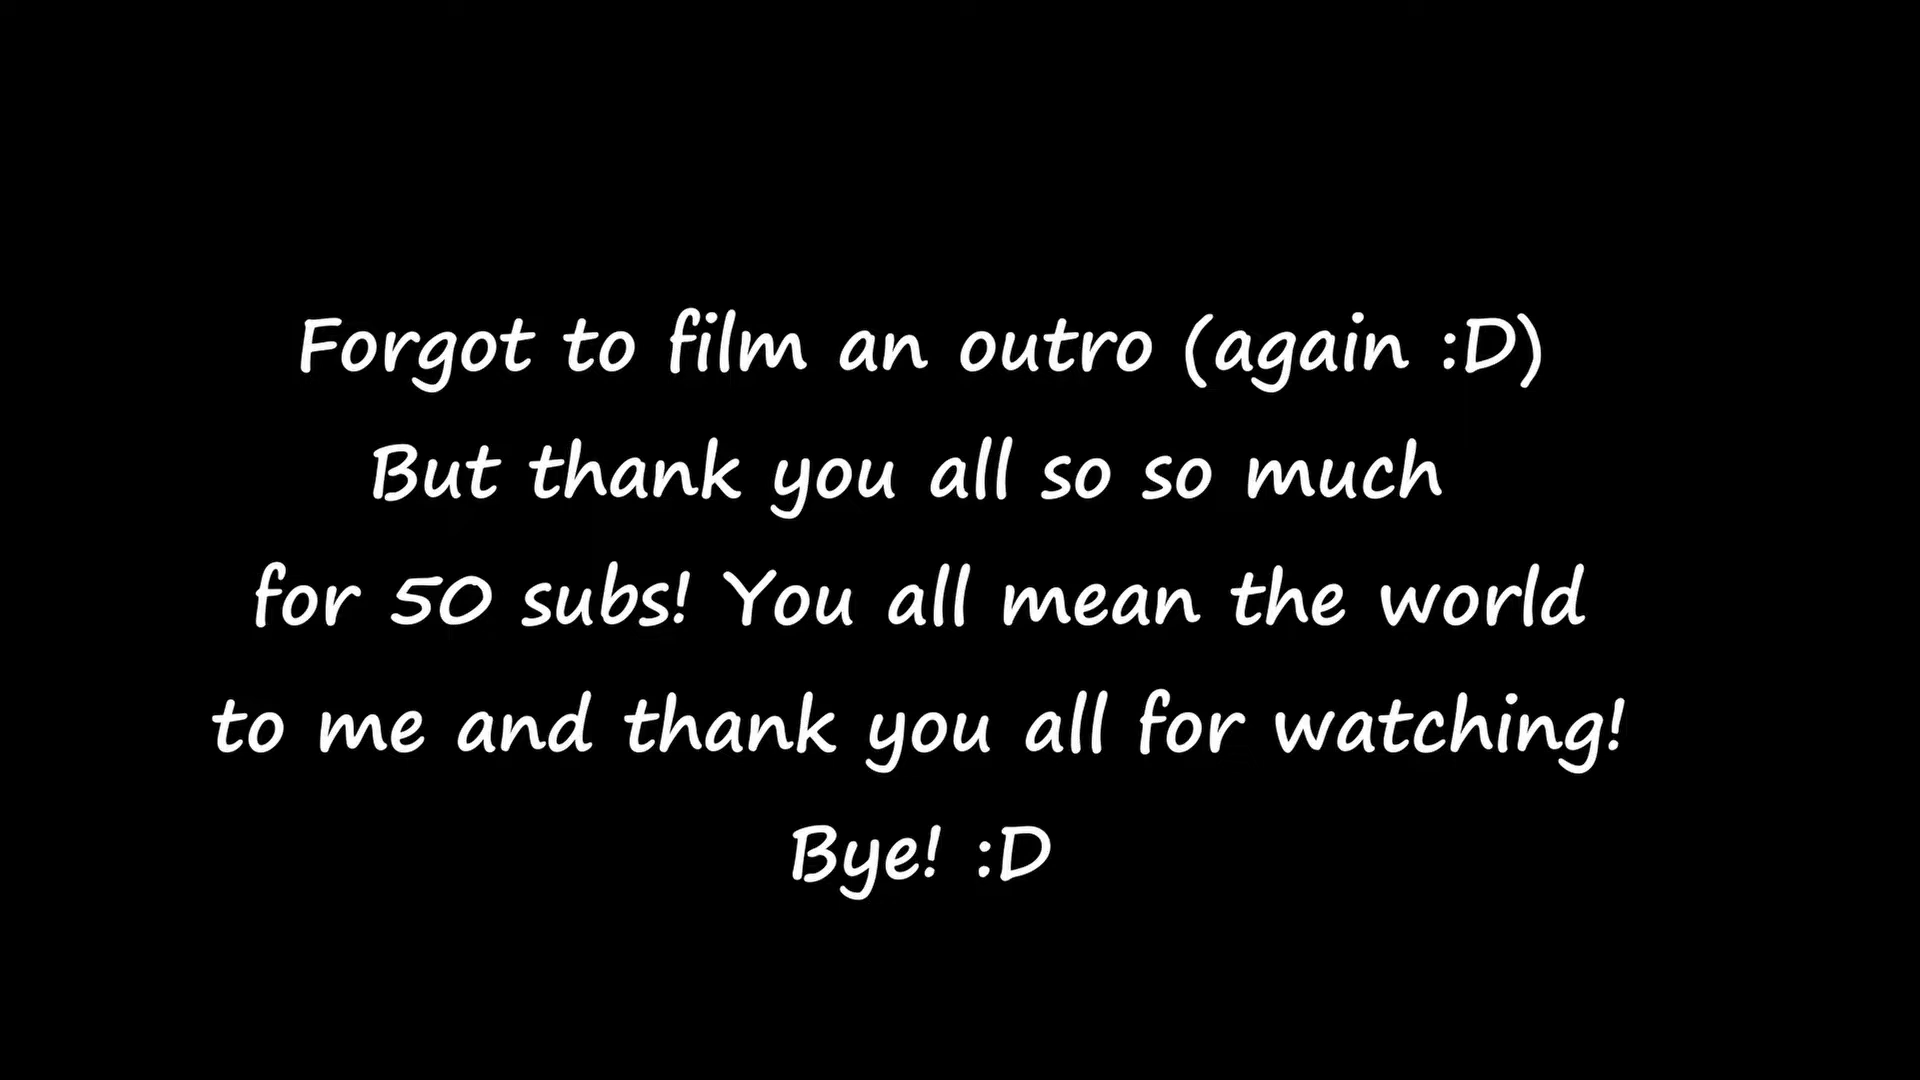 Forgot to film an outro (again :D)
But thank you all so so much
for 50 subs! You all mean the world
to me and thank you all for watching!
Bye! :D